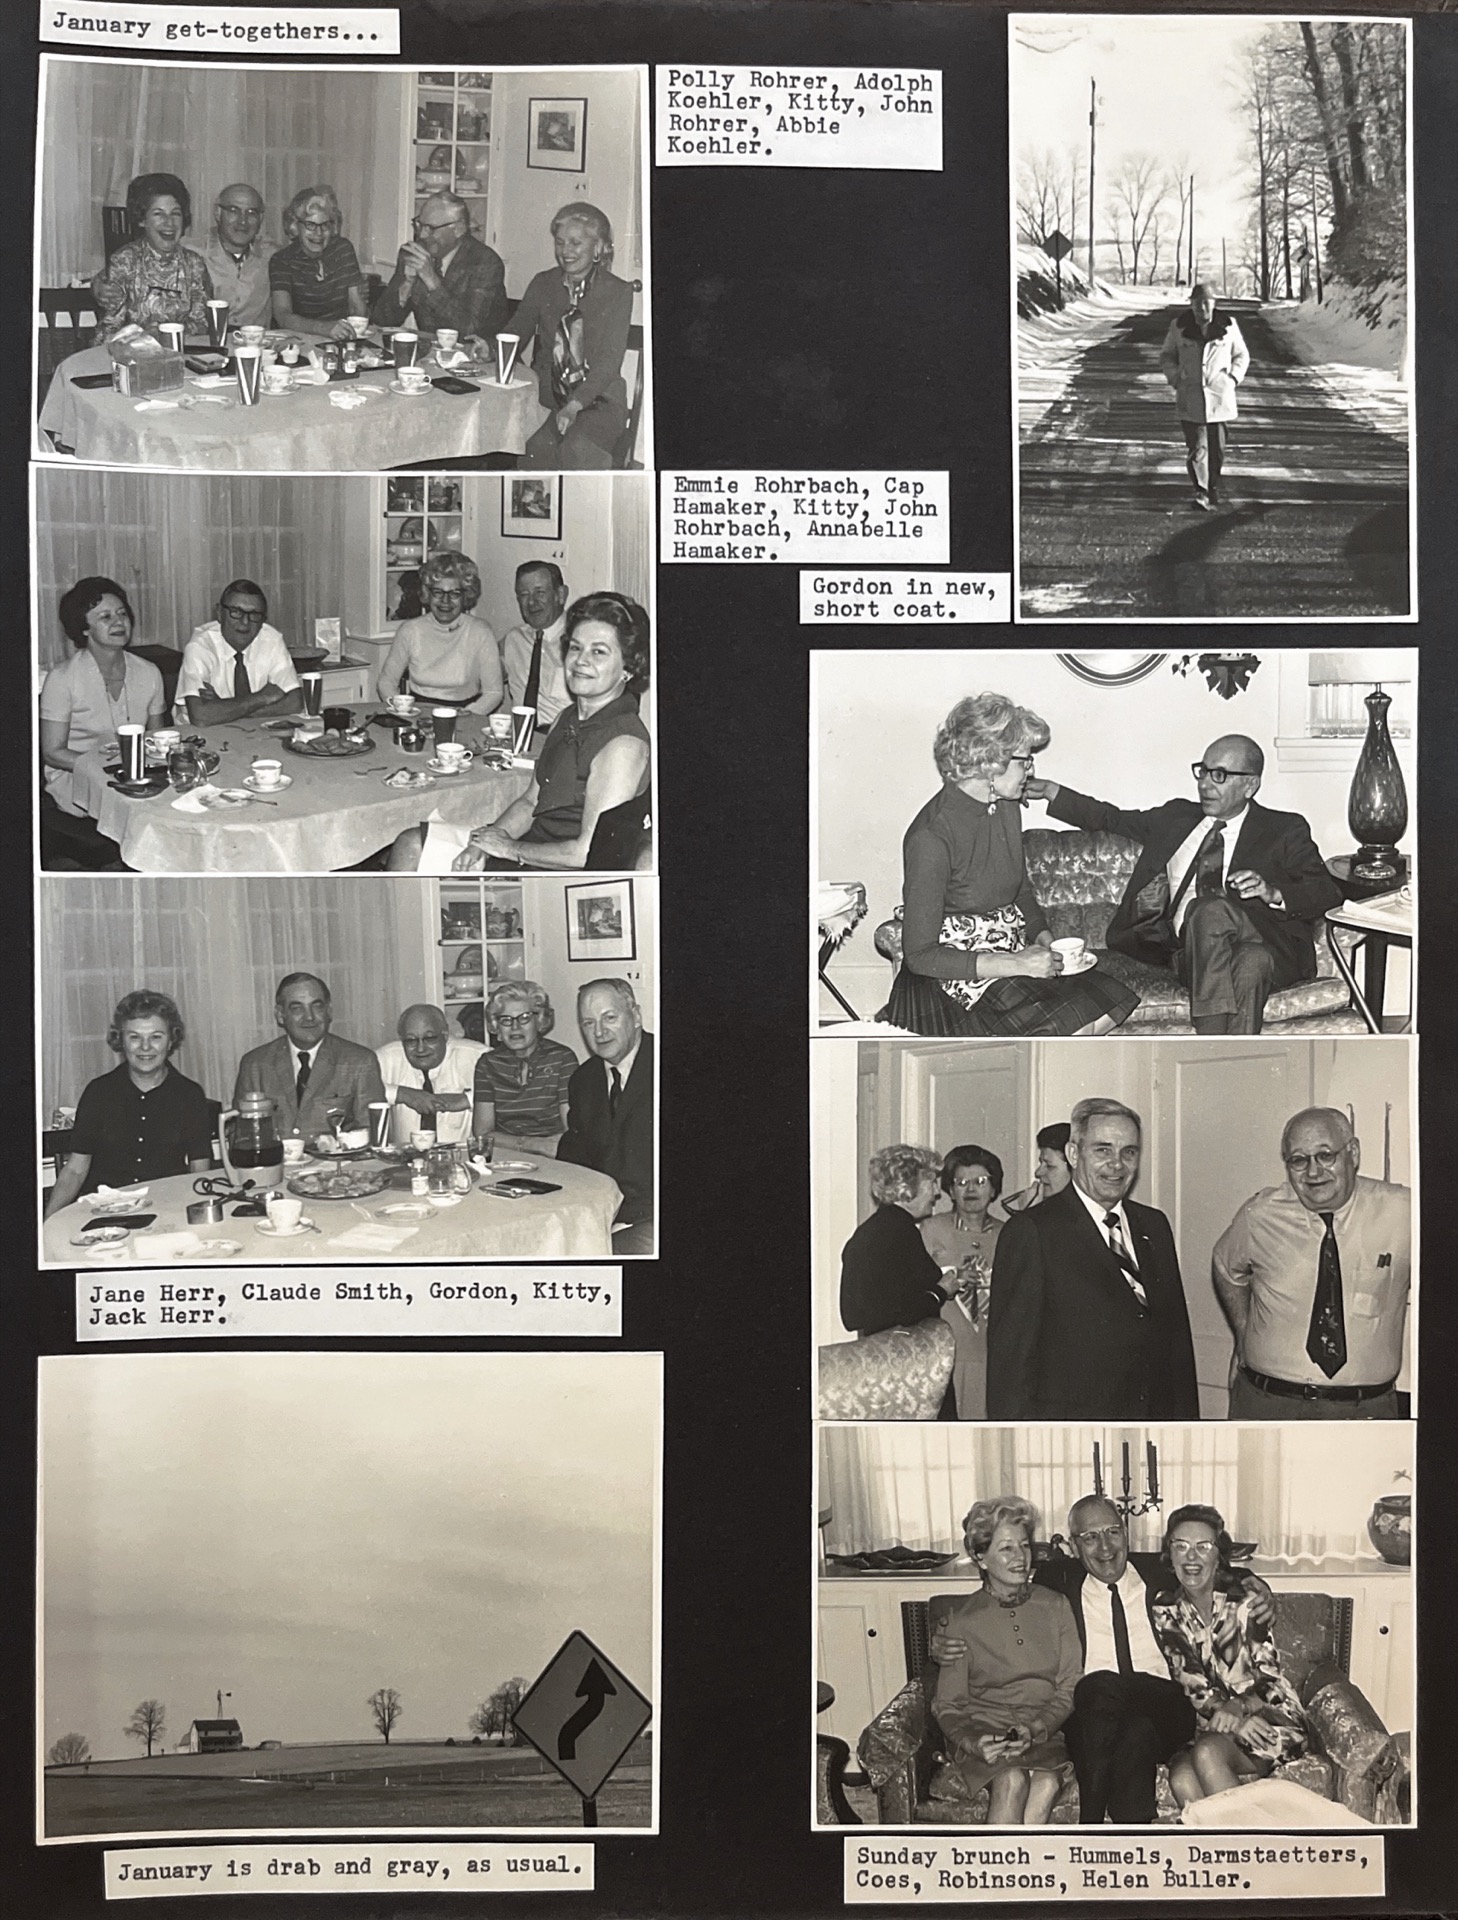 January get-togethers...
Polly Rohrer, Adolph
Koehler, Kitty, John
Rohrer, Abbie
Koehler.
Emmie Rohrbach, Cap
Hamaker, Kitty, John
Rohrbach, Annabelle
Hamaker.
Gordon in new,
short coat.
Jane Herr, Claude Smith, Gordon, Kitty,
Jack Herr.
January is drab and gray, as usual.
Sunday brunch - Hummels, Darmstaetters,
Coes, Robinsons, Helen Buller.